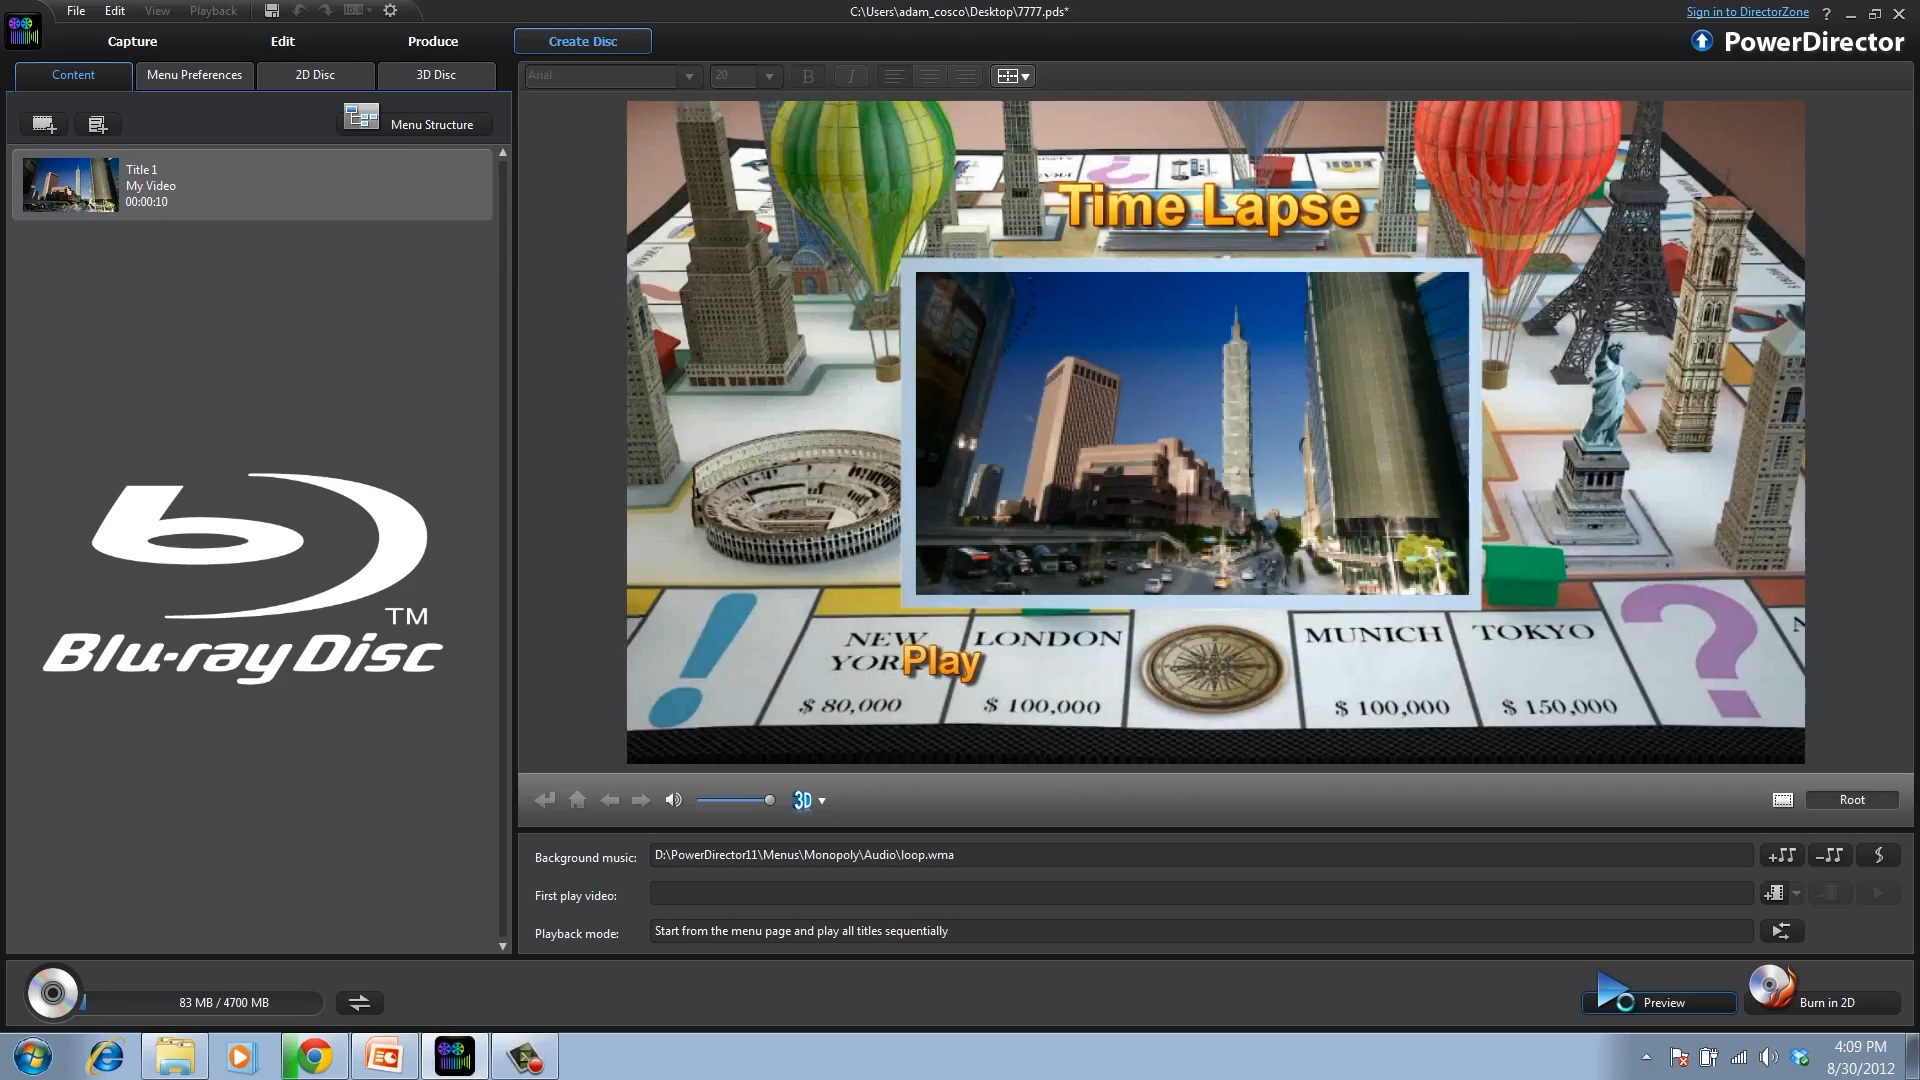 File Edit View Playback
C:\Users\adam_cosco\Desktop\7777.pds*
Sign in to DirectorZone ?
Capture Edit Produce Create Disc
PowerDirector
Content Menu Preferences 2D Disc 3D Disc
Arial 20 B I
Menu Structure
Title 1
My Video
00:00:10
Time Lapse
NEW YORK
LONDON
MUNICH
TOKYO
Play
$ 80,000
$ 100,000
$ 100,000
$ 150,000
TM
Blu-ray Disc
3D
Root
Background music: D:\PowerDirector11\Menus\Monopoly\Audio\loop.wma
First play video:
Playback mode: Start from the menu page and play all titles sequentially
83 MB / 4700 MB
Preview
Burn in 2D
4:09 PM
8/30/2012